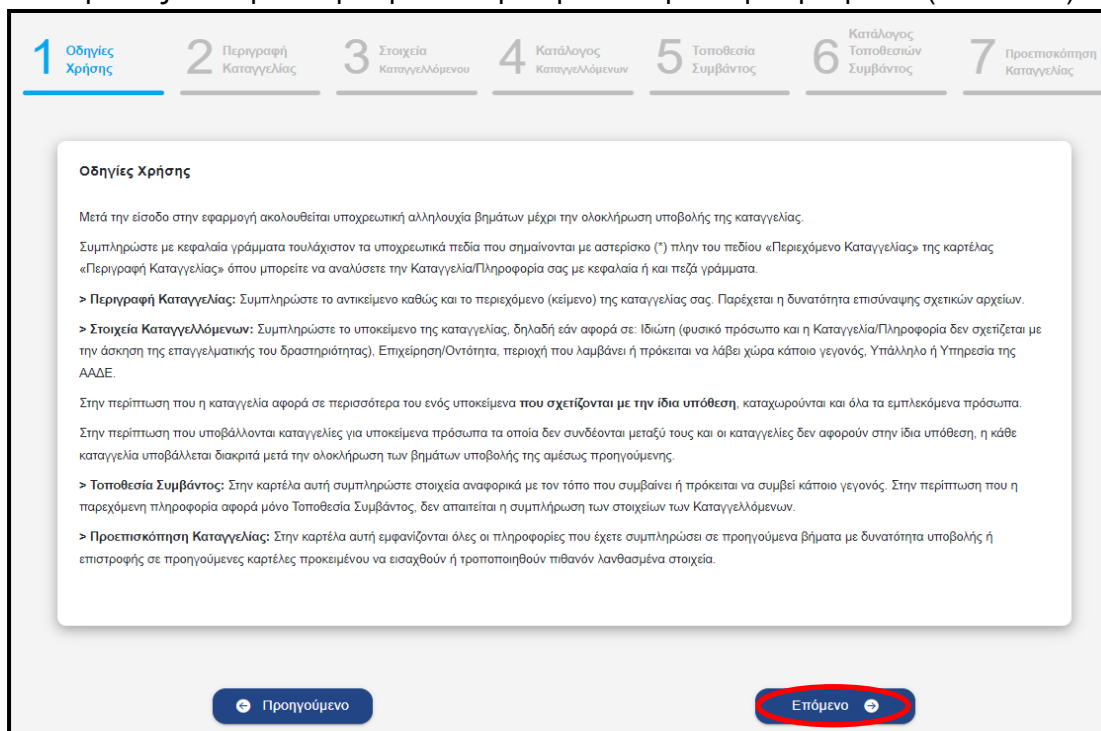 1 Οδηγίες Χρήσης
2 Περιγραφή Καταγγελίας
3 Στοιχεία Καταγγελλόμενου
4 Κατάλογος Καταγγελλόμενων
5 Τοποθεσία Συμβάντος
6 Κατάλογος Τοποθεσιών Συμβάντος
7 Προεπισκόπηση Καταγγελίας
Οδηγίες Χρήσης
Μετά την είσοδο στην εφαρμογή ακολουθείται υποχρεωτική αλληλουχία βημάτων μέχρι την ολοκλήρωση υποβολής της καταγγελίας.
Συμπληρώστε με κεφαλαία γράμματα τουλάχιστον τα υποχρεωτικά πεδία που σημαίνονται με αστερίσκο (*) πλην του πεδίου «Περιεχόμενο Καταγγελίας» της καρτέλας
«Περιγραφή Καταγγελίας» όπου μπορείτε να αναλύσετε την Καταγγελία/Πληροφορία σας με κεφαλαία ή και πεζά γράμματα.
> Περιγραφή Καταγγελίας: Συμπληρώστε το αντικείμενο καθώς και το περιεχόμενο (κείμενο) της καταγγελίας σας. Παρέχεται η δυνατότητα επισύναψης σχετικών αρχείων.
> Στοιχεία Καταγγελλόμενων: Συμπληρώστε το υποκείμενο της καταγγελίας, δηλαδή εάν αφορά σε: Ιδιώτη (φυσικό πρόσωπο και η Καταγγελία/Πληροφορία δεν σχετίζεται με
την άσκηση της επαγγελματικής του δραστηριότητας), Επιχείρηση/Οντότητα, περιοχή που λαμβάνει ή πρόκειται να λάβει χώρα κάποιο γεγονός, Υπάλληλο ή Υπηρεσία της
ΑΑΔΕ.
Στην περίπτωση που η καταγγελία αφορά σε περισσότερα του ενός υποκείμενα που σχετίζονται με την ίδια υπόθεση, καταχωρούνται και όλα τα εμπλεκόμενα πρόσωπα.
Στην περίπτωση που υποβάλλονται καταγγελίες για υποκείμενα πρόσωπα τα οποία δεν συνδέονται μεταξύ τους και οι καταγγελίες δεν αφορούν στην ίδια υπόθεση, η κάθε
καταγγελία υποβάλλεται διακριτά μετά την ολοκλήρωση των βημάτων υποβολής της αμέσως προηγούμενης.
> Τοποθεσία Συμβάντος: Στην καρτέλα αυτή συμπληρώστε στοιχεία αναφορικά με τον τόπο που συμβαίνει ή πρόκειται να συμβεί κάποιο γεγονός. Στην περίπτωση που η
παρεχόμενη πληροφορία αφορά μόνο Τοποθεσία Συμβάντος, δεν απαιτείται η συμπλήρωση των στοιχείων των Καταγγελλόμενων.
> Προεπισκόπηση Καταγγελίας: Στην καρτέλα αυτή εμφανίζονται όλες οι πληροφορίες που έχετε συμπληρώσει σε προηγούμενα βήματα με δυνατότητα υποβολής ή
επιστροφής σε προηγούμενες καρτέλες προκειμένου να εισαχθούν ή τροποποιηθούν πιθανόν λανθασμένα στοιχεία.
Προηγούμενο
Επόμενο